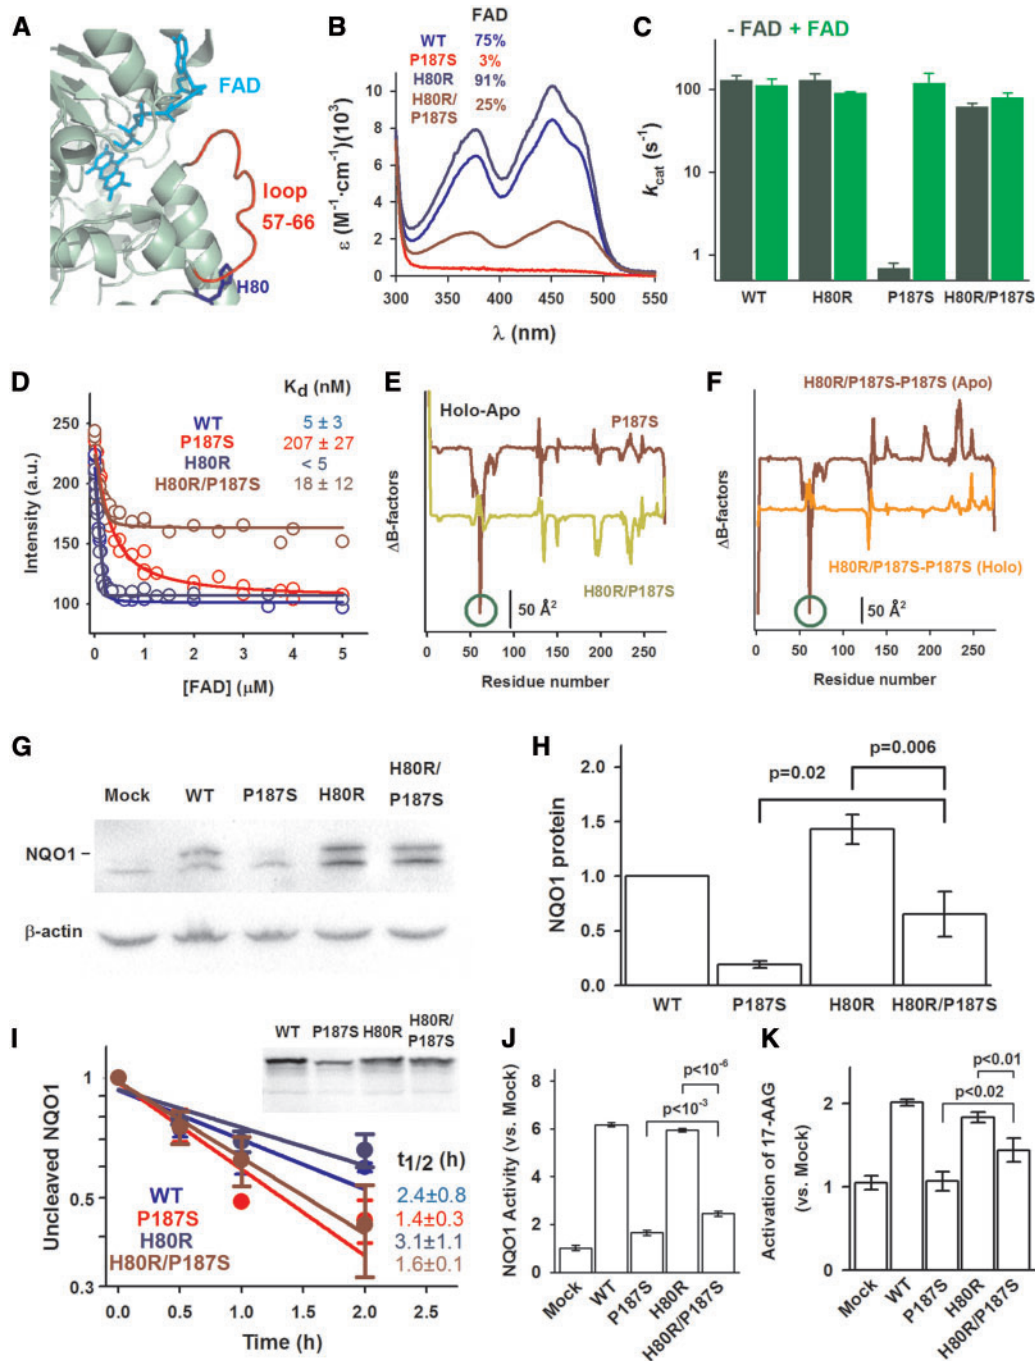 A
FAD
loop
57-66
H80
B
FAD
WT 75%
P187S 3%
H80R 91%
H80R/
P187S 25%
ε (M⁻¹·cm⁻¹)(10³)
10
8
6
4
2
0
300 350 400 450 500 550
λ (nm)
C
- FAD + FAD
kcat (s⁻¹)
100
10
1
WT H80R P187S H80R/P187S
D
Kd (nM)
WT 5 ± 3
P187S 207 ± 27
H80R < 5
H80R/P187S 18 ± 12
Intensity (a.u.)
250
200
150
100
0 1 2 3 4 5
[FAD] (μM)
E
Holo-Apo
P187S
H80R/P187S
ΔB-factors
50 Å²
0 50 100 150 200 250
Residue number
F
H80R/P187S-P187S (Apo)
H80R/P187S-P187S (Holo)
ΔB-factors
50 Å²
0 50 100 150 200 250
Residue number
G
Mock WT P187S H80R H80R/
P187S
NQO1
β-actin
H
p=0.006
p=0.02
NQO1 protein
2.0
1.5
1.0
0.5
0.0
WT P187S H80R H80R/P187S
I
WT P187S H80R H80R/
P187S
Uncleaved NQO1
1
0.5
0.3
t1/2 (h)
WT 2.4±0.8
P187S 1.4±0.3
H80R 3.1±1.1
H80R/P187S 1.6±0.1
0.0 0.5 1.0 1.5 2.0 2.5
Time (h)
J
p<10⁻⁶
p<10⁻³
NQO1 Activity (vs. Mock)
8
6
4
2
0
Mock WT P187S H80R H80R/P187S
K
p<0.01
p<0.02
Activation of 17-AAG
(vs. Mock)
2
1
0
Mock WT P187S H80R H80R/P187S